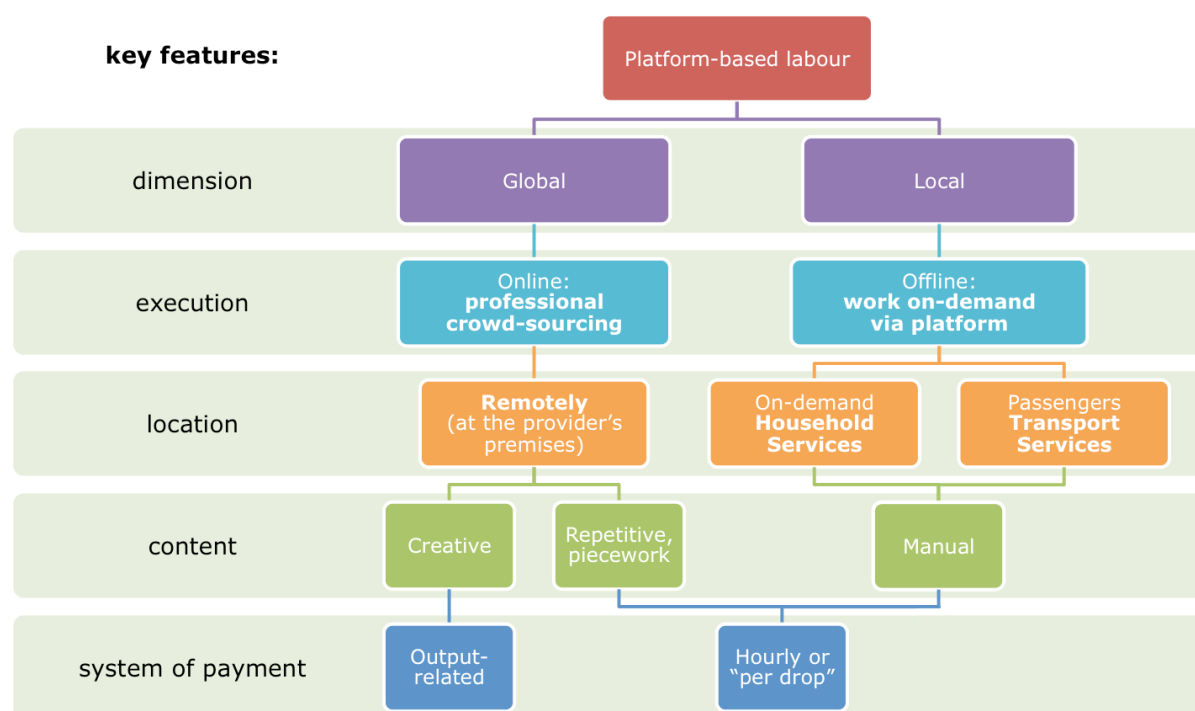 key features:
Platform-based labour
dimension
Global
Local
execution
Online:
professional
crowd-sourcing
Offline:
work on-demand
via platform
location
Remotely
(at the provider's
premises)
On-demand
Household
Services
Passengers
Transport
Services
content
Creative
Repetitive,
piecework
Manual
system of payment
Output-
related
Hourly or
“per drop”